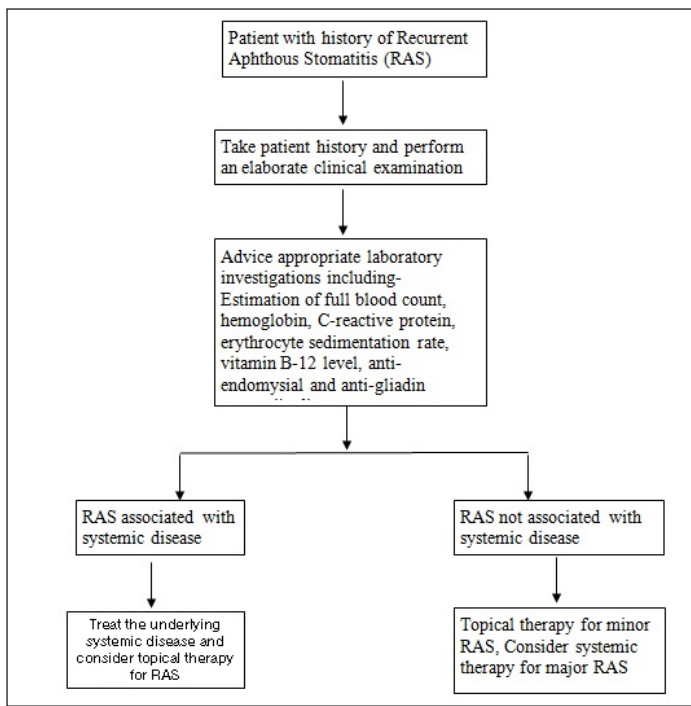 Patient with history of Recurrent
Aphthous Stomatitis (RAS)
Take patient history and perform
an elaborate clinical examination
Advice appropriate laboratory
investigations including-
Estimation of full blood count,
hemoglobin, C-reactive protein,
erythrocyte sedimentation rate,
vitamin B-12 level, anti-
endomysial and anti-gliadin
RAS associated with
systemic disease
RAS not associated with
systemic disease
Treat the underlying
systemic disease and
consider topical therapy
for RAS
Topical therapy for minor
RAS, Consider systemic
therapy for major RAS